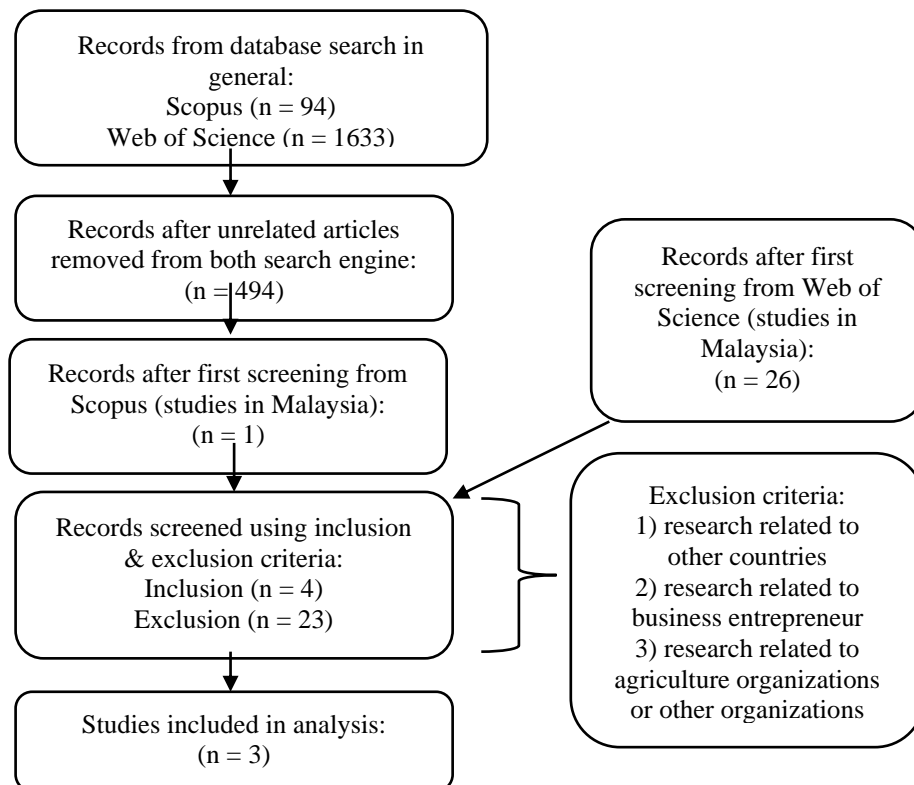 Records from database search in
general:
Scopus (n = 94)
Web of Science (n = 1633)
Records after unrelated articles
removed from both search engine:
(n = 494)
Records after first screening from
Scopus (studies in Malaysia):
(n = 1)
Records after first
screening from Web of
Science (studies in
Malaysia):
(n = 26)
Records screened using inclusion
& exclusion criteria:
Inclusion (n = 4)
Exclusion (n = 23)
Exclusion criteria:
1) research related to
other countries
2) research related to
business entrepreneur
3) research related to
agriculture organizations
or other organizations
Studies included in analysis:
(n = 3)